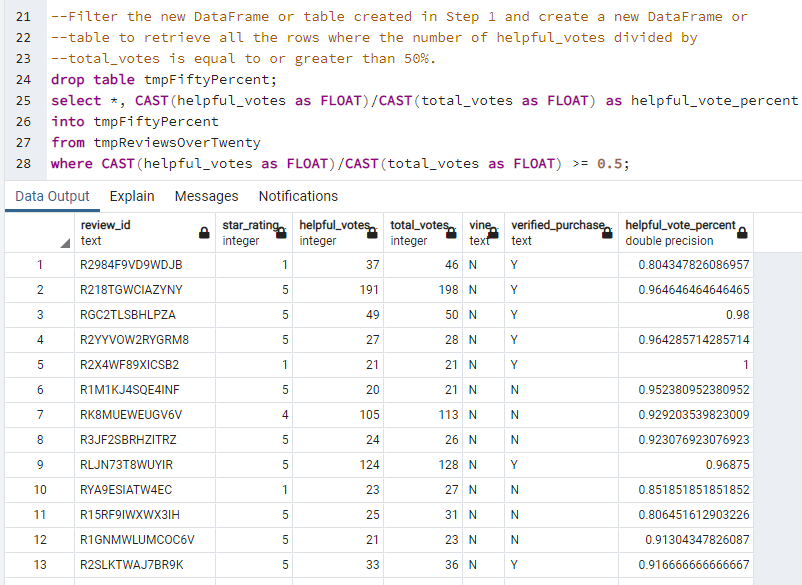 21 --Filter the new DataFrame or table created in Step 1 and create a new DataFrame or
22 --table to retrieve all the rows where the number of helpful_votes divided by
23 --total_votes is equal to or greater than 50%.
24 drop table tmpFiftyPercent;
25 select *, CAST(helpful_votes as FLOAT)/CAST(total_votes as FLOAT) as helpful_vote_percent
26 into tmpFiftyPercent
27 from tmpReviewsOverTwenty
28 where CAST(helpful_votes as FLOAT)/CAST(total_votes as FLOAT) >= 0.5;
Data Output Explain Messages Notifications
review_id star_rating helpful_votes total_votes vine verified_purchase helpful_vote_percent
text integer integer integer text text double precision
1 R2984F9VD9WDJB 1 37 46 N Y 0.804347826086957
2 R218TGWCIAZYNY 5 191 198 N Y 0.964646464646465
3 RGC2TLSBHLPZA 5 49 50 N Y 0.98
4 R2YYVOW2RYGRM8 5 27 28 N Y 0.964285714285714
5 R2X4WF89XICSB2 1 21 21 N Y 1
6 R1M1KJ4SQE4INF 5 20 21 N N 0.952380952380952
7 RK8MUEWEUGV6V 4 105 113 N N 0.929203539823009
8 R3JF2SBRHZITRZ 5 24 26 N N 0.923076923076923
9 RLJN73T8WUYIR 5 124 128 N Y 0.96875
10 RYA9ESIATW4EC 1 23 27 N N 0.851851851851852
11 R15RF9IWXWX3IH 5 25 31 N N 0.806451612903226
12 R1GNMWLUMCOC6V 5 21 23 N N 0.91304347826087
13 R2SLKTWAJ7BR9K 5 33 36 N Y 0.916666666666667